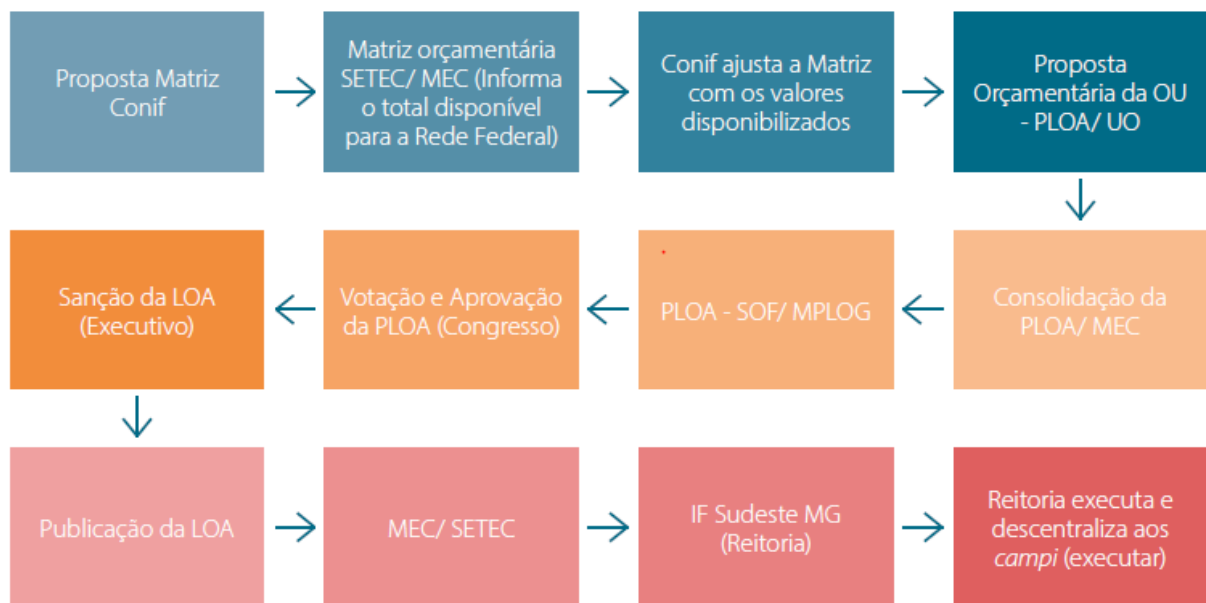 Proposta Matriz
Conif
Matriz orçamentária
SETEC/ MEC (Informa
o total disponível
para a Rede Federal)
Conif ajusta a Matriz
com os valores
disponibilizados
Proposta
Orçamentária da OU
- PLOA/ UO
Consolidação da
PLOA/ MEC
PLOA - SOF/ MPLOG
Votação e Aprovação
da PLOA (Congresso)
Sanção da LOA
(Executivo)
Publicação da LOA
MEC/ SETEC
IF Sudeste MG
(Reitoria)
Reitoria executa e
descentraliza aos
campi (executar)